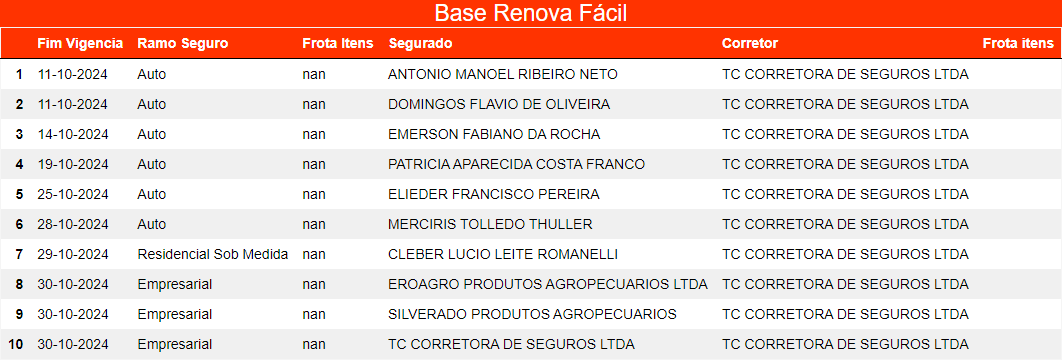 Base Renova Fácil
Fim Vigencia Ramo Seguro Frota Itens Segurado Corretor Frota itens
1 11-10-2024 Auto nan ANTONIO MANOEL RIBEIRO NETO TC CORRETORA DE SEGUROS LTDA
2 11-10-2024 Auto nan DOMINGOS FLAVIO DE OLIVEIRA TC CORRETORA DE SEGUROS LTDA
3 14-10-2024 Auto nan EMERSON FABIANO DA ROCHA TC CORRETORA DE SEGUROS LTDA
4 19-10-2024 Auto nan PATRICIA APARECIDA COSTA FRANCO TC CORRETORA DE SEGUROS LTDA
5 25-10-2024 Auto nan ELIEDER FRANCISCO PEREIRA TC CORRETORA DE SEGUROS LTDA
6 28-10-2024 Auto nan MERCIRIS TOLLEDO THULLER TC CORRETORA DE SEGUROS LTDA
7 29-10-2024 Residencial Sob Medida nan CLEBER LUCIO LEITE ROMANELLI TC CORRETORA DE SEGUROS LTDA
8 30-10-2024 Empresarial nan EROAGRO PRODUTOS AGROPECUARIOS LTDA TC CORRETORA DE SEGUROS LTDA
9 30-10-2024 Empresarial nan SILVERADO PRODUTOS AGROPECUARIOS TC CORRETORA DE SEGUROS LTDA
10 30-10-2024 Empresarial nan TC CORRETORA DE SEGUROS LTDA TC CORRETORA DE SEGUROS LTDA